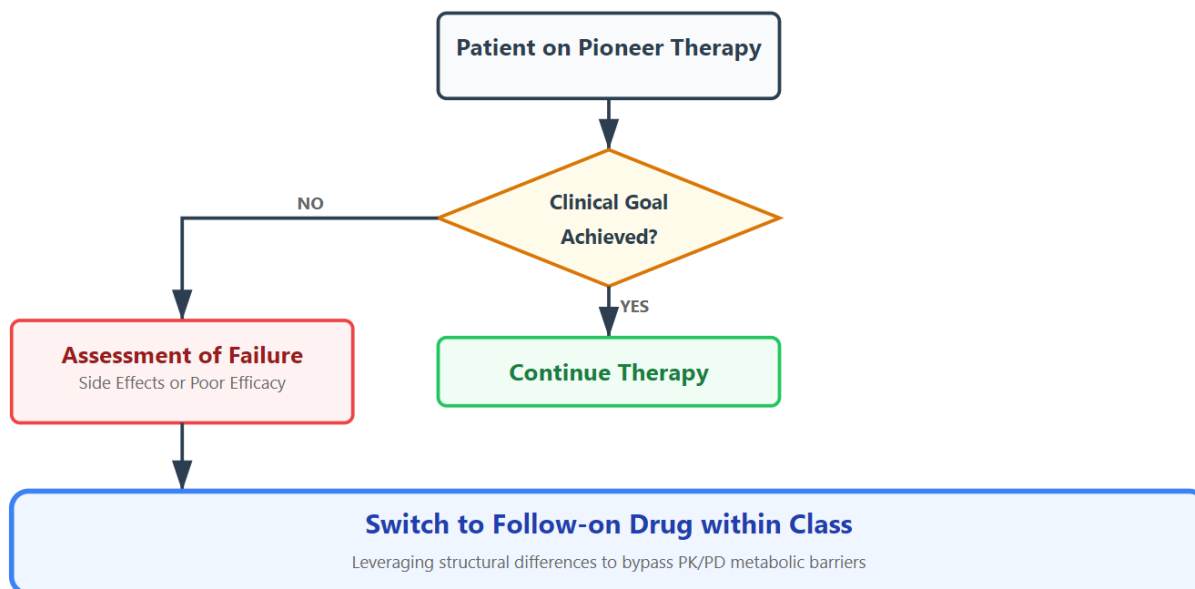 Patient on Pioneer Therapy
Clinical Goal
Achieved?
NO
YES
Assessment of Failure
Side Effects or Poor Efficacy
Continue Therapy
Switch to Follow-on Drug within Class
Leveraging structural differences to bypass PK/PD metabolic barriers